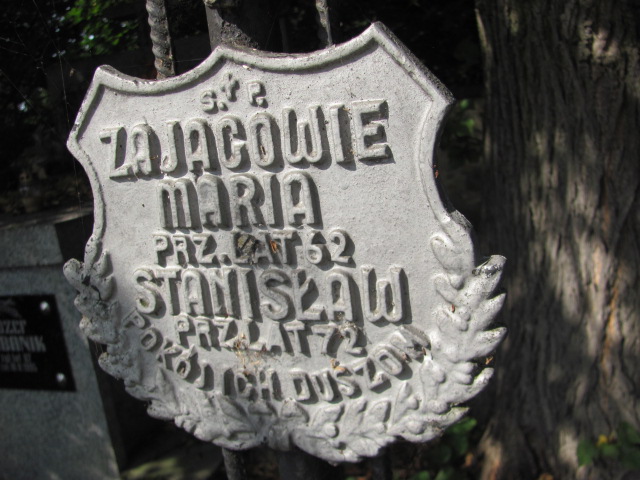 Ś.†P.
ZAJĄCOWIE
MARIA
PRZ. LAT 62
STANISŁAW
PRZ. LAT 72
POKÓJ ICH DUSZOM